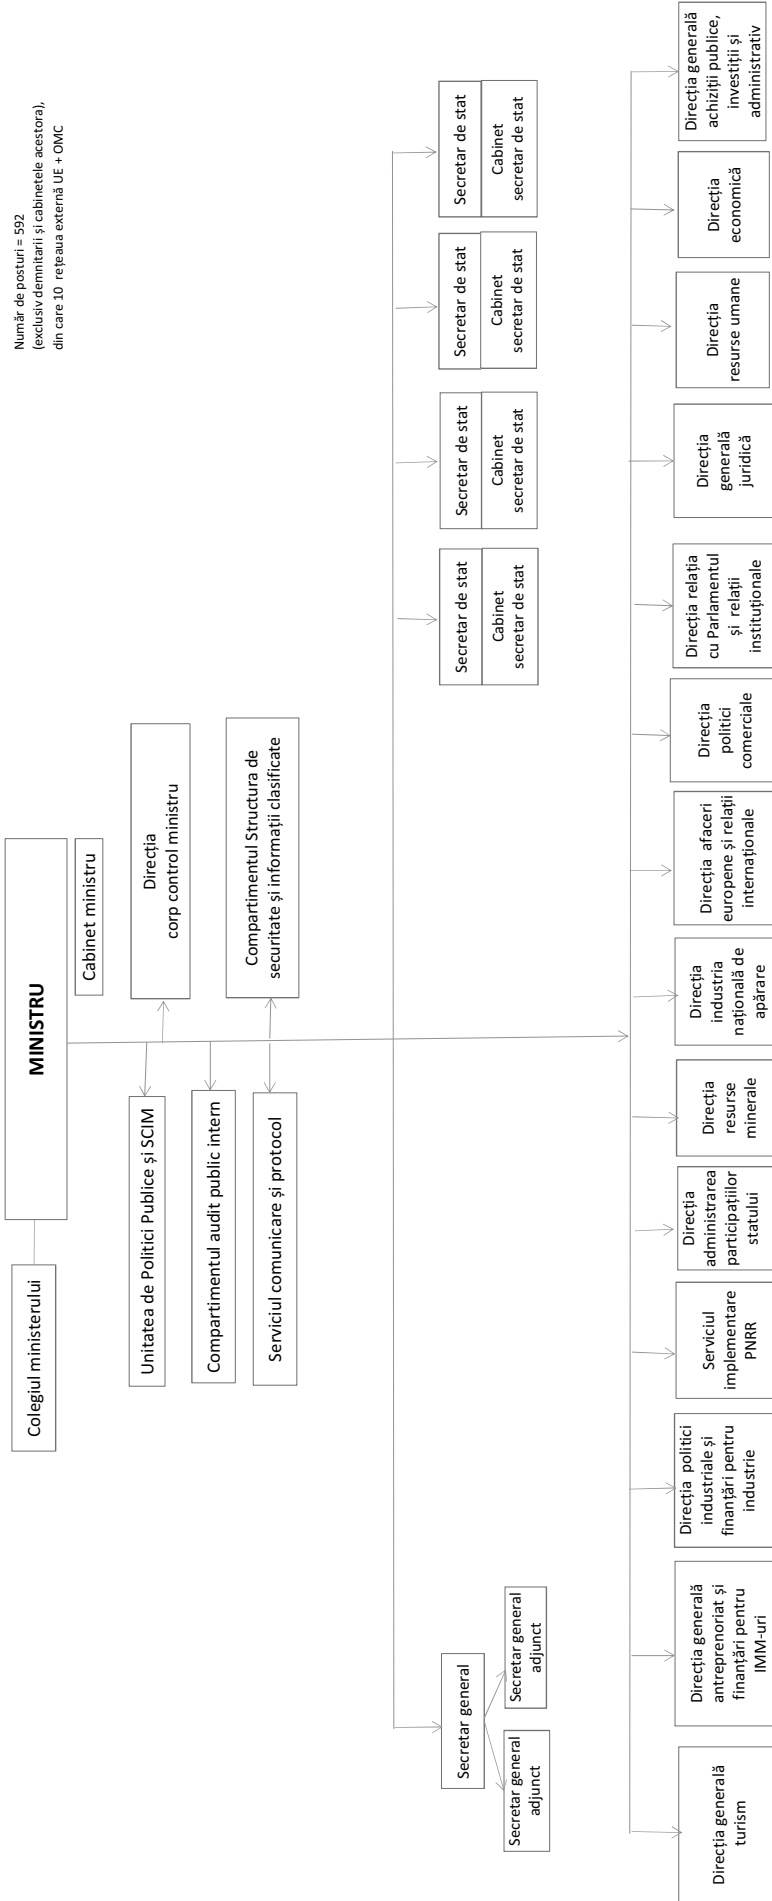 Număr de posturi = 592
(exclusiv demnitarii și cabinetele acestora),
din care 10 rețeaua externă UE + OMC
Colegiul ministerului
MINISTRU
Cabinet ministru
Unitatea de Politici Publice și SCIM
Direcția
corp control ministru
Compartimentul audit public intern
Serviciul comunicare și protocol
Compartimentul Structura de
securitate și informații clasificate
Secretar general
Secretar general
adjunct
Secretar general
adjunct
Secretar de stat
Cabinet
secretar de stat
Secretar de stat
Cabinet
secretar de stat
Secretar de stat
Cabinet
secretar de stat
Secretar de stat
Cabinet
secretar de stat
Direcția generală
turism
Direcția generală
antreprenoriat și
finanțări pentru
IMM-uri
Direcția politici
industriale și
finanțări pentru
industrie
Serviciul
implementare
PNRR
Direcția
administrarea
participațiilor
statului
Direcția
resurse
minerale
Direcția
industria
națională de
apărare
Direcția afaceri
europene și relații
internaționale
Direcția
politici
comerciale
Direcția relația
cu Parlamentul
și relații
instituționale
Direcția
generală
juridică
Direcția
resurse umane
Direcția
economică
Direcția generală
achiziții publice,
investiții și
administrativ